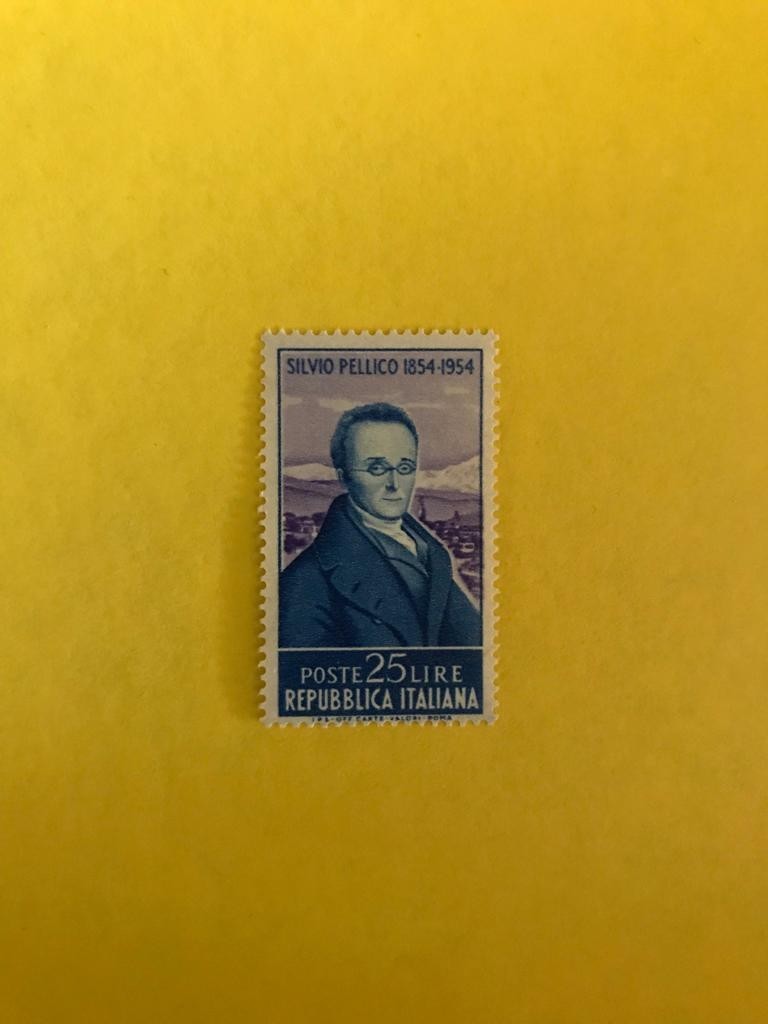 SILVIO PELLICO 1854-1954
POSTE 25 LIRE
REPUBBLICA ITALIANA
I.P.S.-OFF.CARTE-VALORI-ROMA